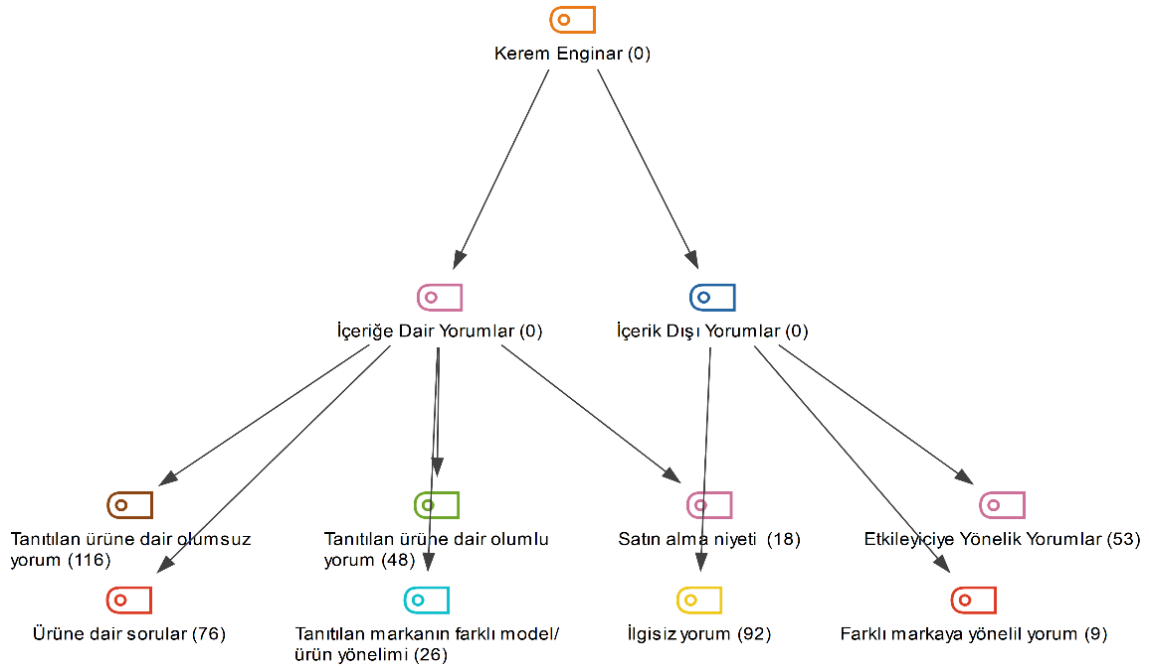 Kerem Enginar (0)
İçeriğe Dair Yorumlar (0)
İçerik Dışı Yorumlar (0)
Tanıtılan ürüne dair olumsuz
yorum (116)
Tanıtılan ürüne dair olumlu
yorum (48)
Satın alma niyeti (18)
Etkileyiciye Yönelik Yorumlar (53)
Ürüne dair sorular (76)
Tanıtılan markanın farklı model/
ürün yönelimi (26)
İlgisiz yorum (92)
Farklı markaya yönelil yorum (9)